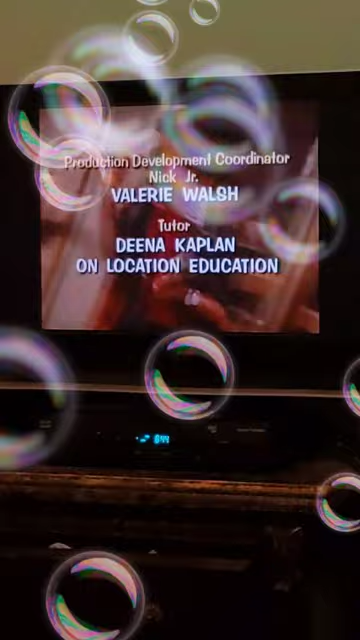 Production Development Coordinator
Nick Jr.
VALERIE WALSH
Tutor
DEENA KAPLAN
ON LOCATION EDUCATION